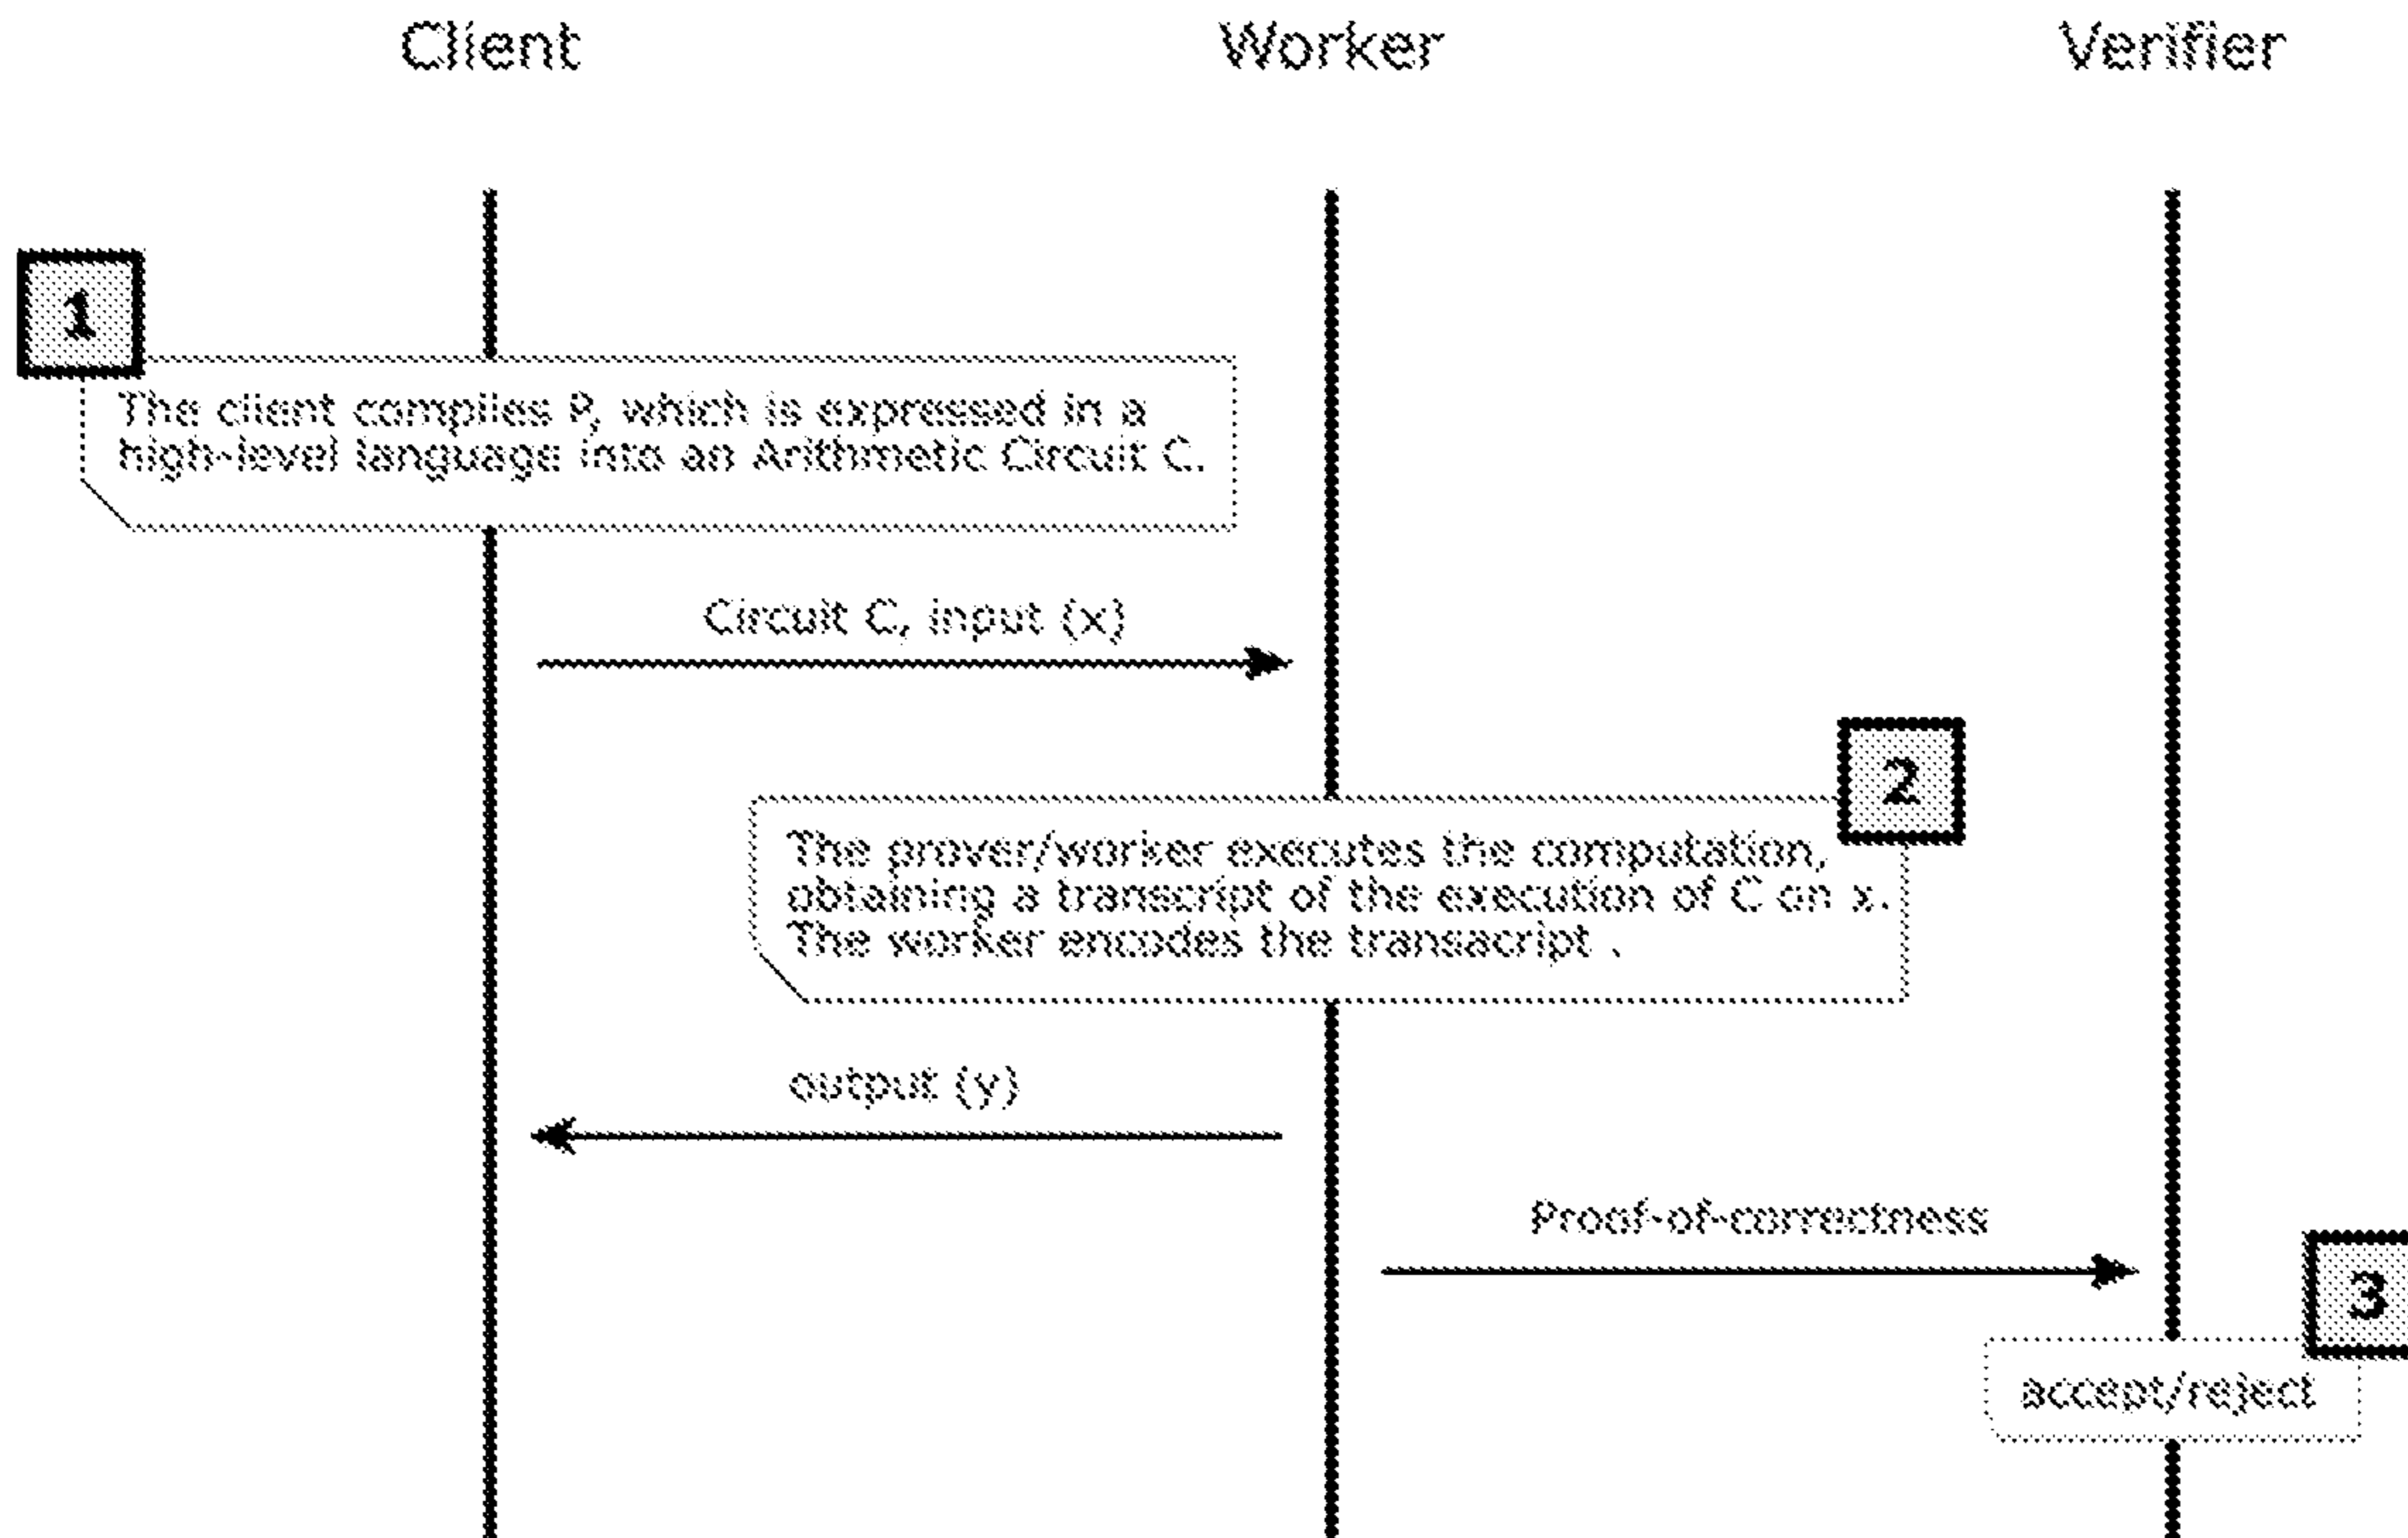 Client
Worker
Verifier
1
The client compiles P, which is expressed in a
high-level language into an Arithmetic Circuit C.
Circuit C, input (x)
2
The prover/worker executes the computation,
obtaining a transcript of the execution of C on x.
The worker encodes the transacript .
output (y)
Proof-of-correctness
3
accept/reject